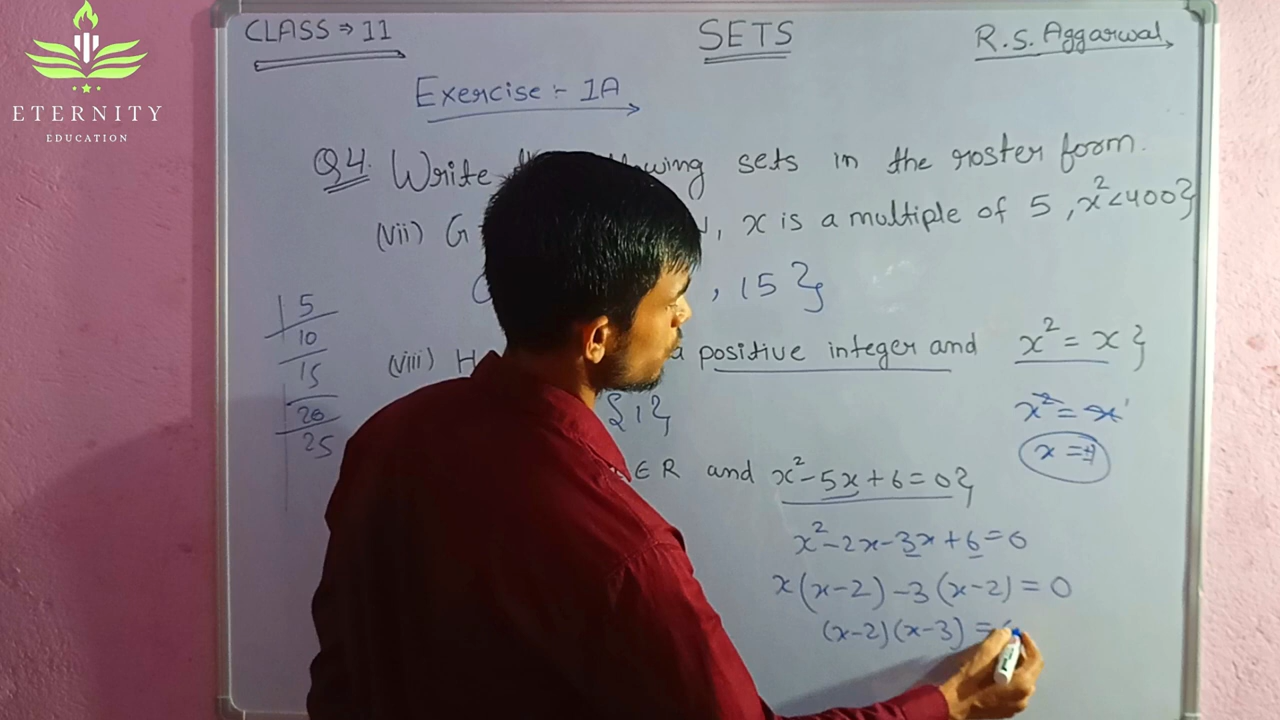 ETERNITY
EDUCATION
CLASS → 11
SETS
R.S. Aggarwal
Exercise :- 1A
Q4. Write wing sets in the roster form.
(vii) G , x is a multiple of 5 , x²<400}
, 15 }
5
10
15
20
25
(viii) H a positive integer and x² = x }
x² = x
{1}
x =1
∈ R and x²-5x+6=0}
x²-2x-3x+6=0
x(x-2)-3(x-2)=0
(x-2)(x-3) =